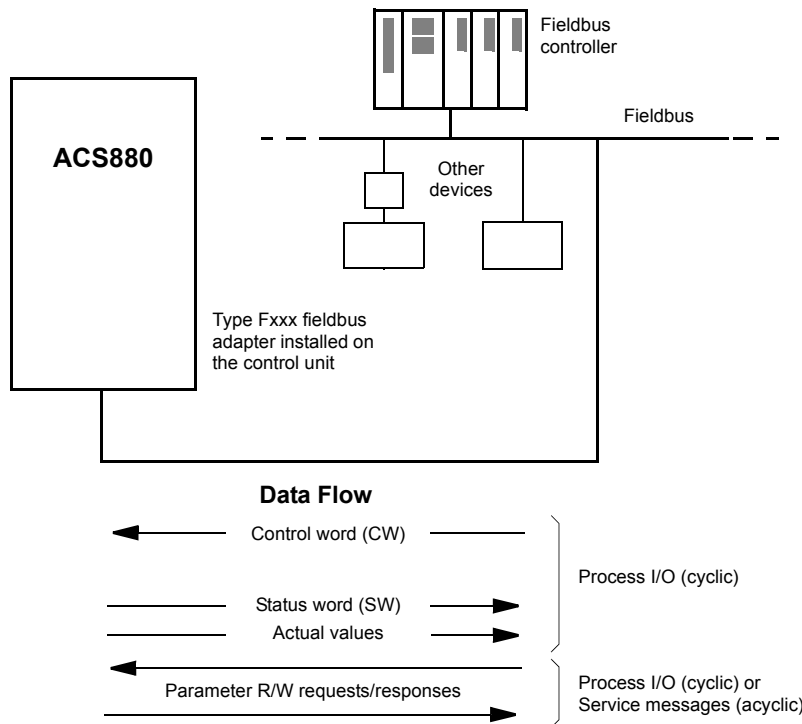 Fieldbus
controller
Fieldbus
ACS880
Other
devices
Type Fxxx fieldbus
adapter installed on
the control unit
Data Flow
Control word (CW)
Process I/O (cyclic)
Status word (SW)
Actual values
Parameter R/W requests/responses
Process I/O (cyclic) or
Service messages (acyclic)